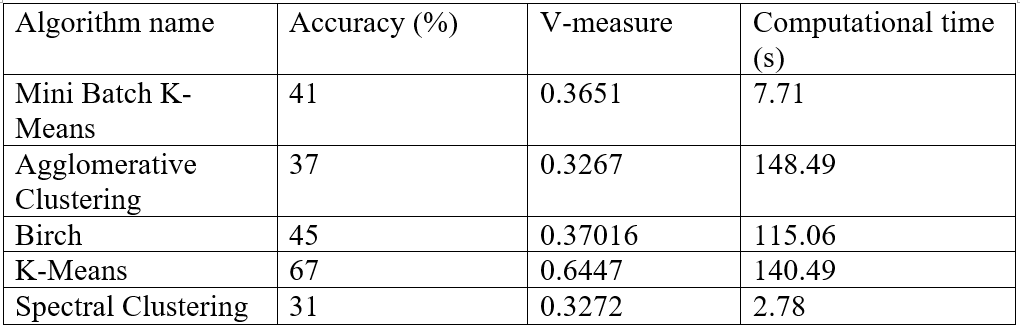 Algorithm name Accuracy (%) V-measure Computational time
(s)
Mini Batch K- 41 0.3651 7.71
Means
Agglomerative 37 0.3267 148.49
Clustering
Birch 45 0.37016 115.06
K-Means 67 0.6447 140.49
Spectral Clustering 31 0.3272 2.78